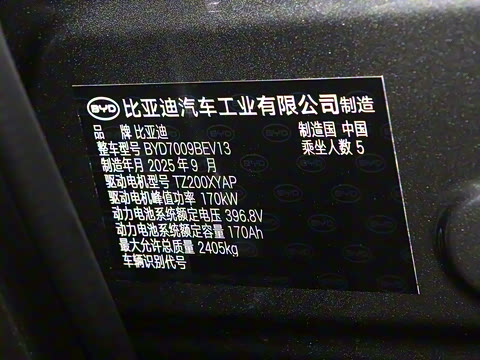 BYD 比亚迪汽车工业有限公司制造
品 牌 比亚迪 制造国 中国
整车型号 BYD7009BEV13 乘坐人数 5
制造年月 2025 年 9 月
驱动电机型号 TZ200XYAP
驱动电机峰值功率 170kW
动力电池系统额定电压 396.8V
动力电池系统额定容量 170Ah
最大允许总质量 2405kg
车辆识别代号